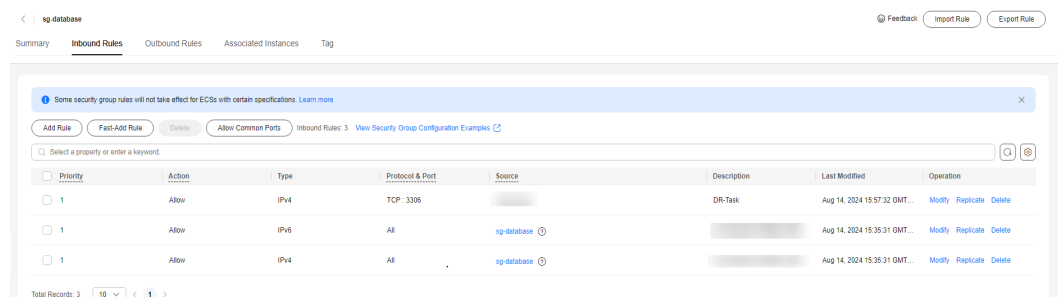 sg-database Feedback Import Rule Export Rule
Summary Inbound Rules Outbound Rules Associated Instances Tag
Some security group rules will not take effect for ECSs with certain specifications. Learn more
Add Rule Fast-Add Rule Delete Allow Common Ports Inbound Rules: 3 View Security Group Configuration Examples
Select a property or enter a keyword.
Priority Action Type Protocol & Port Source Description Last Modified Operation
1 Allow IPv4 TCP : 3306 DR-Task Aug 14, 2024 15:57:32 GMT... Modify Replicate Delete
1 Allow IPv6 All sg-database Aug 14, 2024 15:35:31 GMT... Modify Replicate Delete
1 Allow IPv4 All sg-database Aug 14, 2024 15:35:31 GMT... Modify Replicate Delete
Total Records: 3 10 1